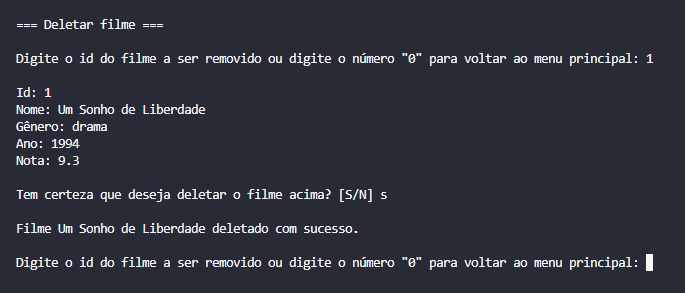 === Deletar filme ===
Digite o id do filme a ser removido ou digite o número "0" para voltar ao menu principal: 1
Id: 1
Nome: Um Sonho de Liberdade
Gênero: drama
Ano: 1994
Nota: 9.3
Tem certeza que deseja deletar o filme acima? [S/N] s
Filme Um Sonho de Liberdade deletado com sucesso.
Digite o id do filme a ser removido ou digite o número "0" para voltar ao menu principal: